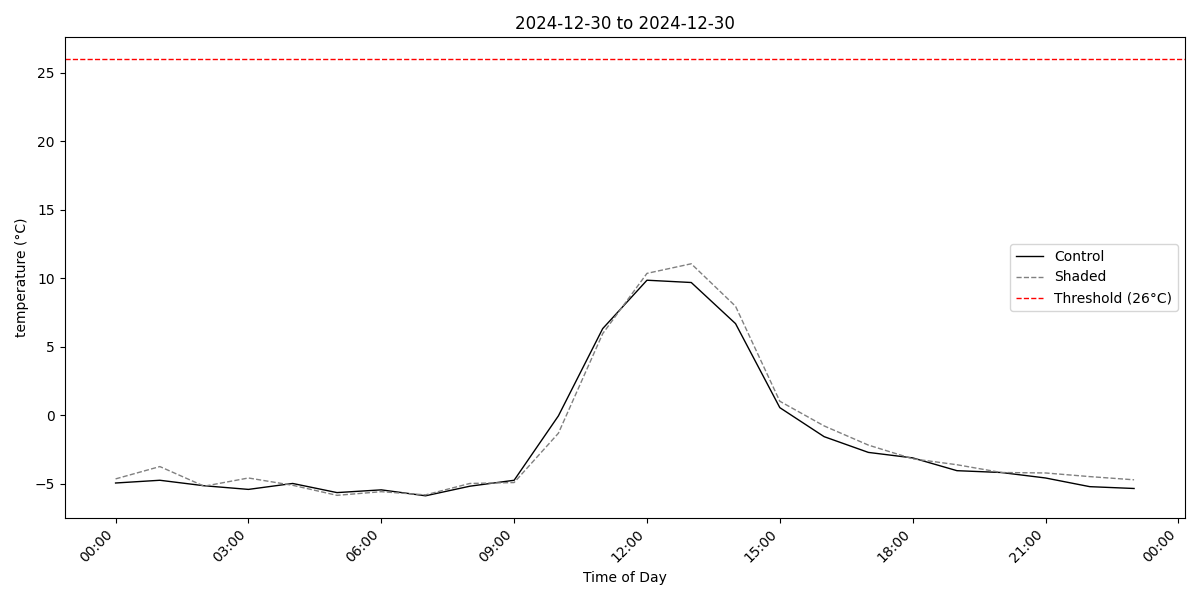 2024-12-30 to 2024-12-30
temperature (°C)
25
20
15
10
5
0
−5
Control
Shaded
Threshold (26°C)
00:00
03:00
06:00
09:00
12:00
15:00
18:00
21:00
00:00
Time of Day